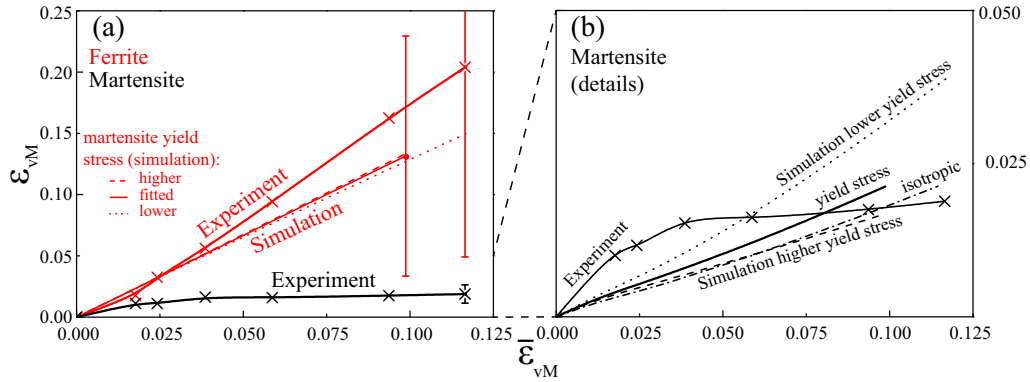 (a)
Ferrite
Martensite
martensite yield
stress (simulation):
higher
fitted
lower
Experiment
Simulation
Experiment
0.25
0.20
0.15
0.10
0.05
0.00
0.000 0.025 0.050 0.075 0.100 0.125
ε vM
(b)
Martensite
(details)
Simulation lower yield stress
yield stress
isotropic
Experiment
Simulation higher yield stress
0.050
0.025
0.000 0.025 0.050 0.075 0.100 0.125
ε̅ vM